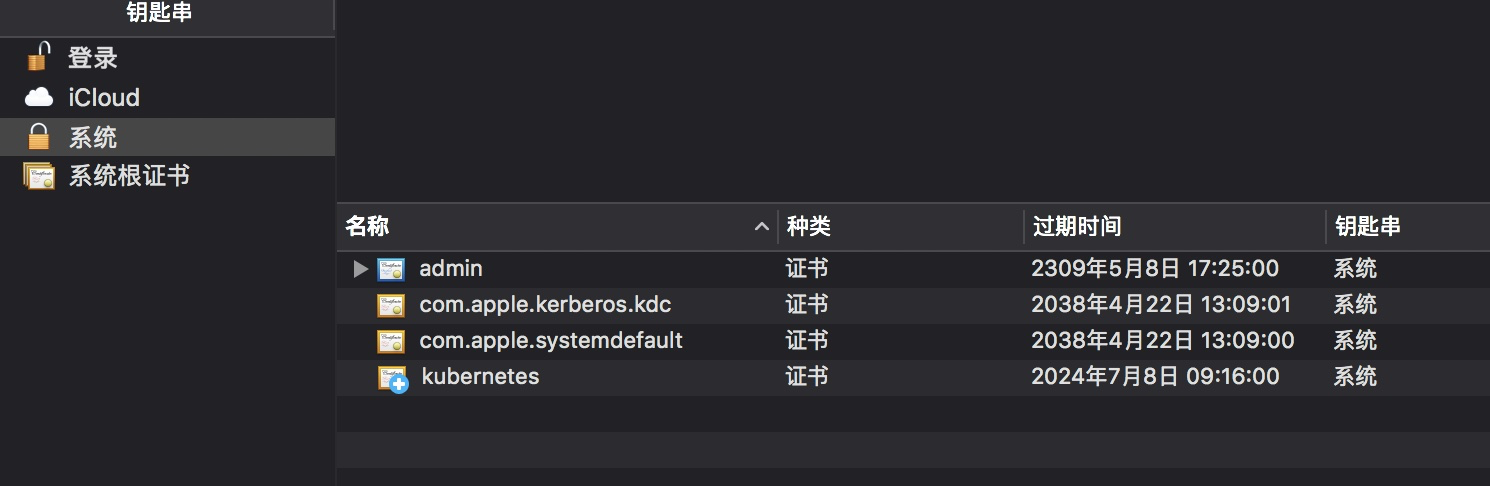 钥匙串
登录
iCloud
系统
系统根证书
名称 种类 过期时间 钥匙串
admin 证书 2309年5月8日 17:25:00 系统
com.apple.kerberos.kdc 证书 2038年4月22日 13:09:01 系统
com.apple.systemdefault 证书 2038年4月22日 13:09:00 系统
kubernetes 证书 2024年7月8日 09:16:00 系统